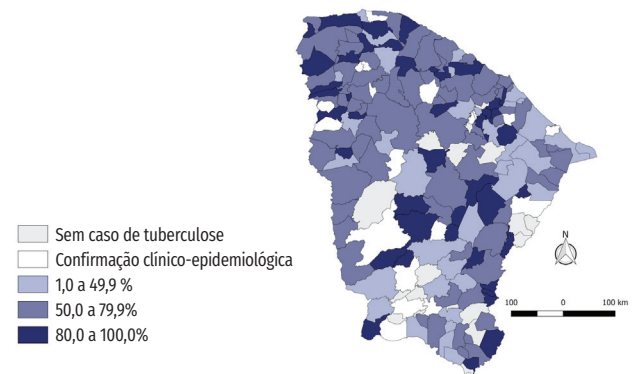 Sem caso de tuberculose
Confirmação clínico-epidemiológica
1,0 a 49,9 %
50,0 a 79,9%
80,0 a 100,0%
N
100 0 100 km